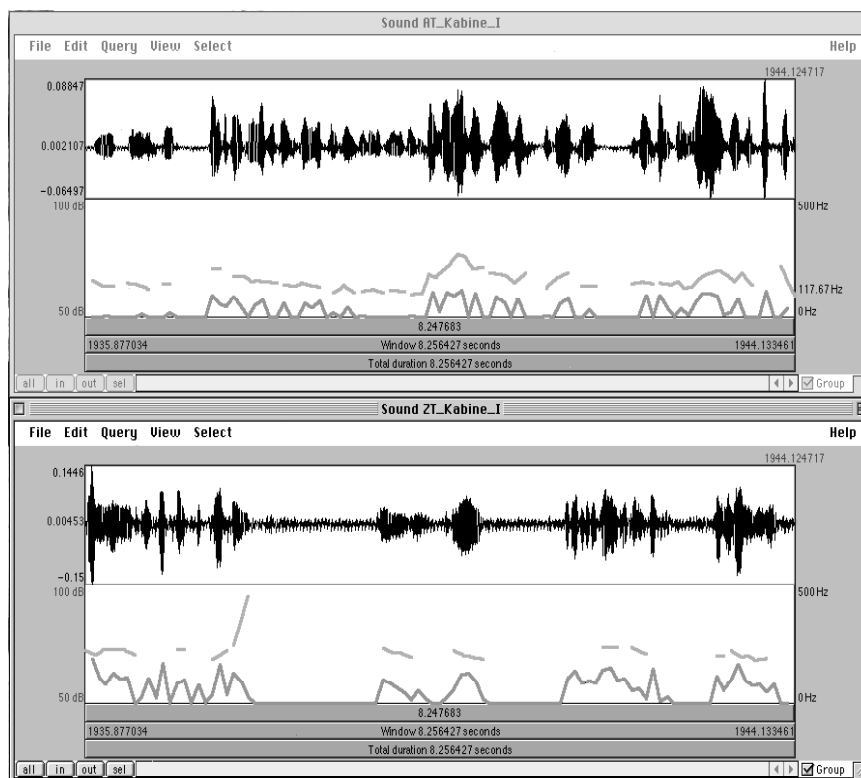 Sound AT_Kabine_I
File Edit Query View Select Help
1944.124717
0.08847
0.002107
-0.06497
100 dB 500 Hz
117.67 Hz
50 dB 0 Hz
8.247683
1935.877034 Window 8.256427 seconds 1944.133461
Total duration 8.256427 seconds
all in out sel Group
Sound ZT_Kabine_I
File Edit Query View Select Help
1944.124717
0.1446
0.00453
-0.15
100 dB 500 Hz
50 dB 0 Hz
8.247683
1935.877034 Window 8.256427 seconds 1944.133461
Total duration 8.256427 seconds
all in out sel Group